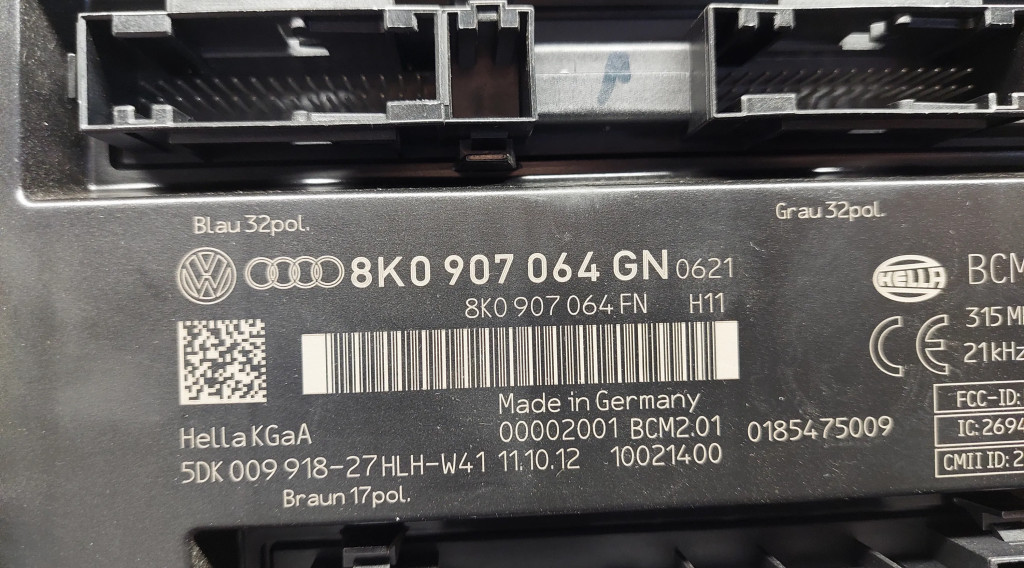 Blau 32pol.
Grau 32pol.
8K0 907 064 GN 0621
HELLA BCM
8K0 907 064 FN H11
315M
21kHz
FCC-ID:
Made in Germany
00002001 BCM2.01 0185475009
IC: 2694
Hella KGaA
5DK 009 918-27 HLH-W41 11.10.12 10021400
CMII ID: 2
Braun 17pol.